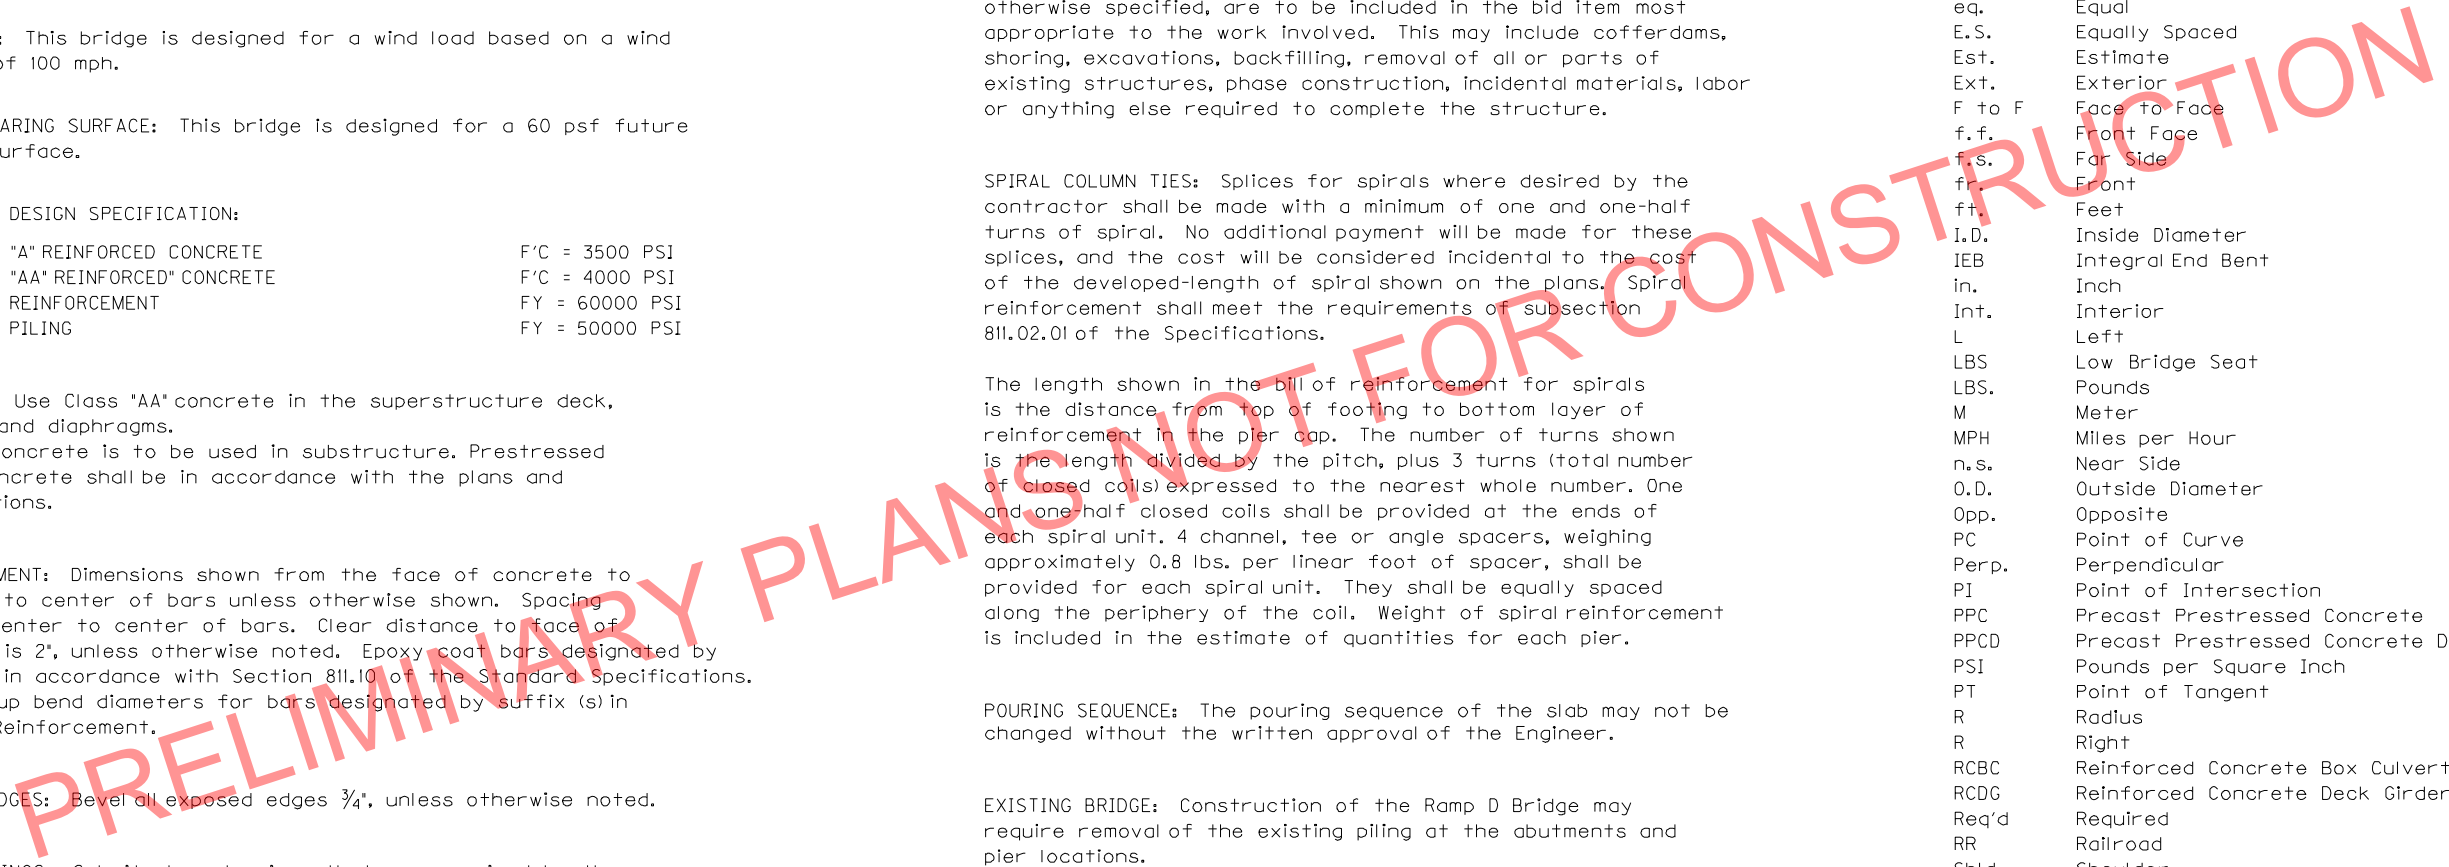 : This bridge is designed for a wind load based on a wind
of 100 mph.
ARING SURFACE: This bridge is designed for a 60 psf future
urface.
DESIGN SPECIFICATION:
"A" REINFORCED CONCRETE F'C = 3500 PSI
"AA" REINFORCED" CONCRETE F'C = 4000 PSI
REINFORCEMENT FY = 60000 PSI
PILING FY = 50000 PSI
Use Class "AA" concrete in the superstructure deck,
and diaphragms.
oncrete is to be used in substructure. Prestressed
ncrete shall be in accordance with the plans and
tions.
MENT: Dimensions shown from the face of concrete to
to center of bars unless otherwise shown. Spacing
enter to center of bars. Clear distance to face of
is 2", unless otherwise noted. Epoxy coat bars designated by
in accordance with Section 811.10 of the Standard Specifications.
up bend diameters for bars designated by suffix (s) in
Reinforcement.
DGES: Bevel all exposed edges ¾", unless otherwise noted.
otherwise specified, are to be included in the bid item most
appropriate to the work involved. This may include cofferdams,
shoring, excavations, backfilling, removal of all or parts of
existing structures, phase construction, incidental materials, labor
or anything else required to complete the structure.
SPIRAL COLUMN TIES: Splices for spirals where desired by the
contractor shall be made with a minimum of one and one-half
turns of spiral. No additional payment will be made for these
splices, and the cost will be considered incidental to the cost
of the developed-length of spiral shown on the plans. Spiral
reinforcement shall meet the requirements of subsection
811.02.01 of the Specifications.
The length shown in the bill of reinforcement for spirals
is the distance from top of footing to bottom layer of
reinforcement in the pier cap. The number of turns shown
is the length divided by the pitch, plus 3 turns (total number
of closed coils) expressed to the nearest whole number. One
and one-half closed coils shall be provided at the ends of
each spiral unit. 4 channel, tee or angle spacers, weighing
approximately 0.8 lbs. per linear foot of spacer, shall be
provided for each spiral unit. They shall be equally spaced
along the periphery of the coil. Weight of spiral reinforcement
is included in the estimate of quantities for each pier.
POURING SEQUENCE: The pouring sequence of the slab may not be
changed without the written approval of the Engineer.
EXISTING BRIDGE: Construction of the Ramp D Bridge may
require removal of the existing piling at the abutments and
pier locations.
eq. Equal
E.S. Equally Spaced
Est. Estimate
Ext. Exterior
F to F Face to Face
f.f. Front Face
f.s. Far Side
fr. Front
ft. Feet
I.D. Inside Diameter
IEB Integral End Bent
in. Inch
Int. Interior
L Left
LBS Low Bridge Seat
LBS. Pounds
M Meter
MPH Miles per Hour
n.s. Near Side
O.D. Outside Diameter
Opp. Opposite
PC Point of Curve
Perp. Perpendicular
PI Point of Intersection
PPC Precast Prestressed Concrete
PPCD Precast Prestressed Concrete D
PSI Pounds per Square Inch
PT Point of Tangent
R Radius
R Right
RCBC Reinforced Concrete Box Culvert
RCDG Reinforced Concrete Deck Girder
Req'd Required
RR Railroad
PRELIMINARY PLANS NOT FOR CONSTRUCTION